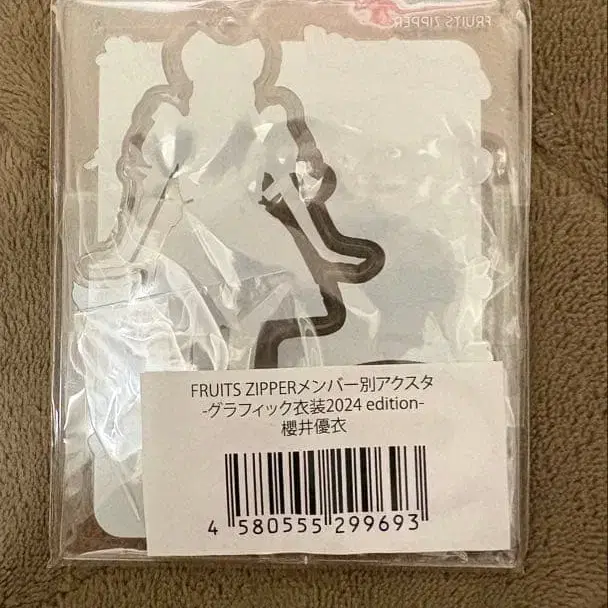 FRUITS ZIPPER
FRUITS ZIPPERメンバー別アクスタ
-グラフィック衣装2024 edition-
櫻井優衣
4 580555 299693